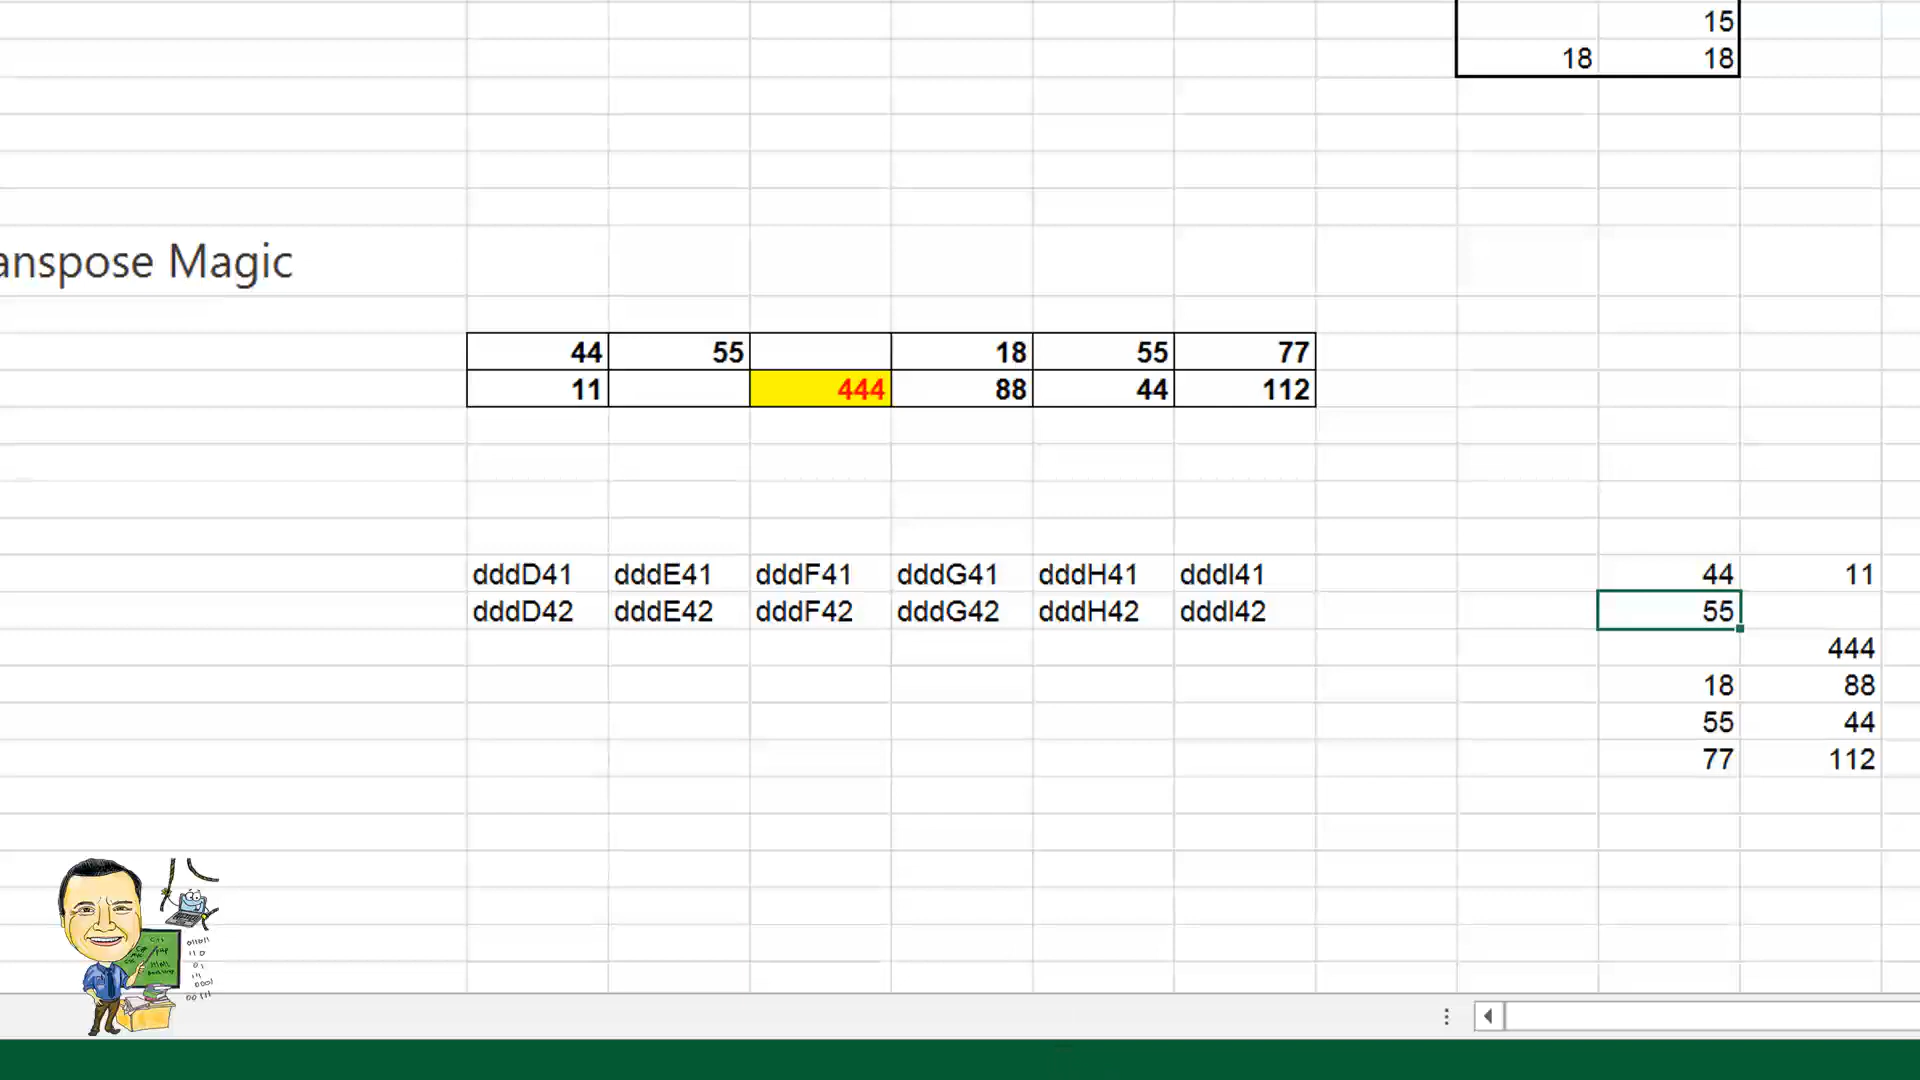 15
18 18
anspose Magic
44 55 18 55 77
11 444 88 44 112
dddD41 dddE41 dddF41 dddG41 dddH41 dddI41 44 11
dddD42 dddE42 dddF42 dddG42 dddH42 dddI42 55
444
18 88
55 44
77 112